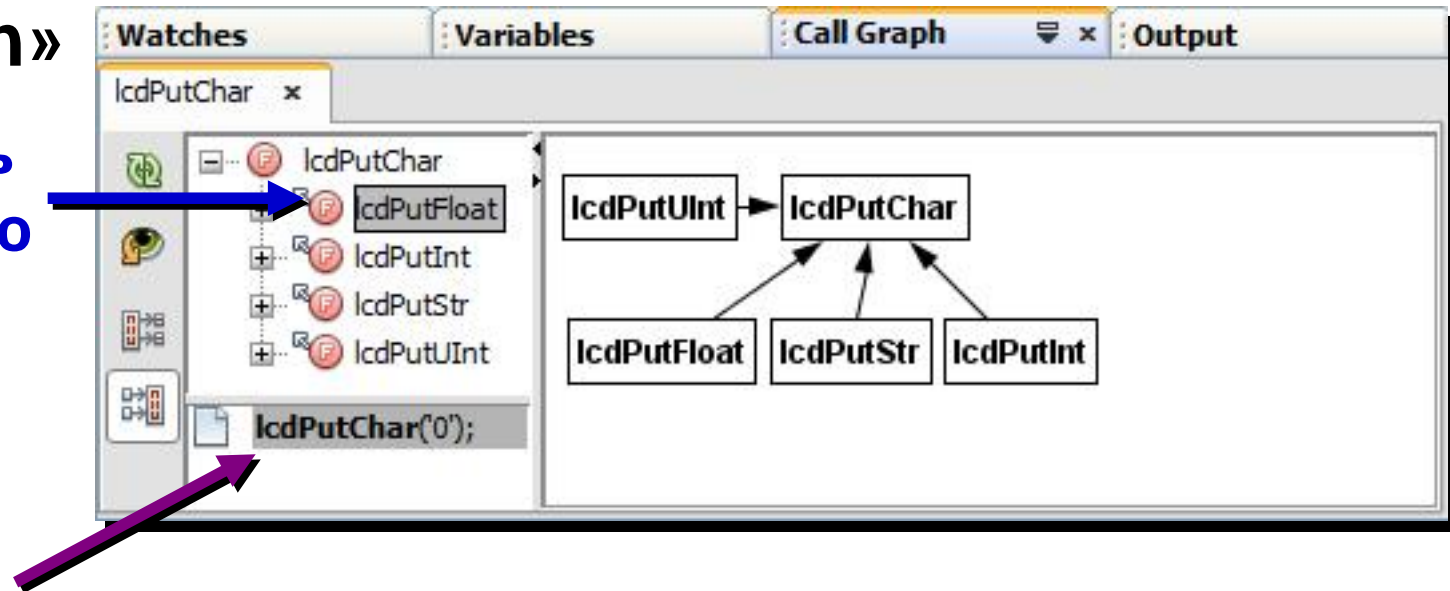 Watches
Variables
Call Graph
Output
lcdPutChar
lcdPutChar
lcdPutFloat
lcdPutInt
lcdPutStr
lcdPutUInt
lcdPutChar('0');
lcdPutUInt
lcdPutChar
lcdPutFloat
lcdPutStr
lcdPutInt